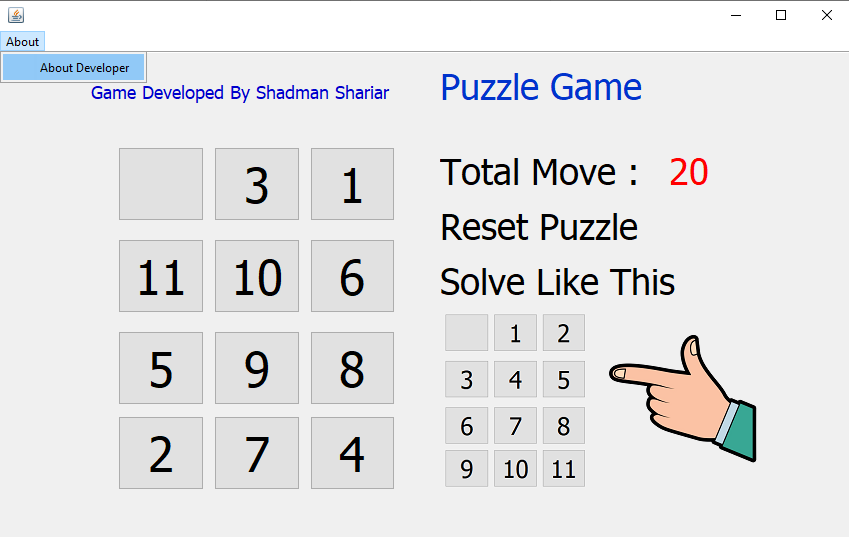 About
About Developer
Game Developed By Shadman Shariar
Puzzle Game
3 1
11 10 6
5 9 8
2 7 4
Total Move : 20
Reset Puzzle
Solve Like This
1 2
3 4 5
6 7 8
9 10 11